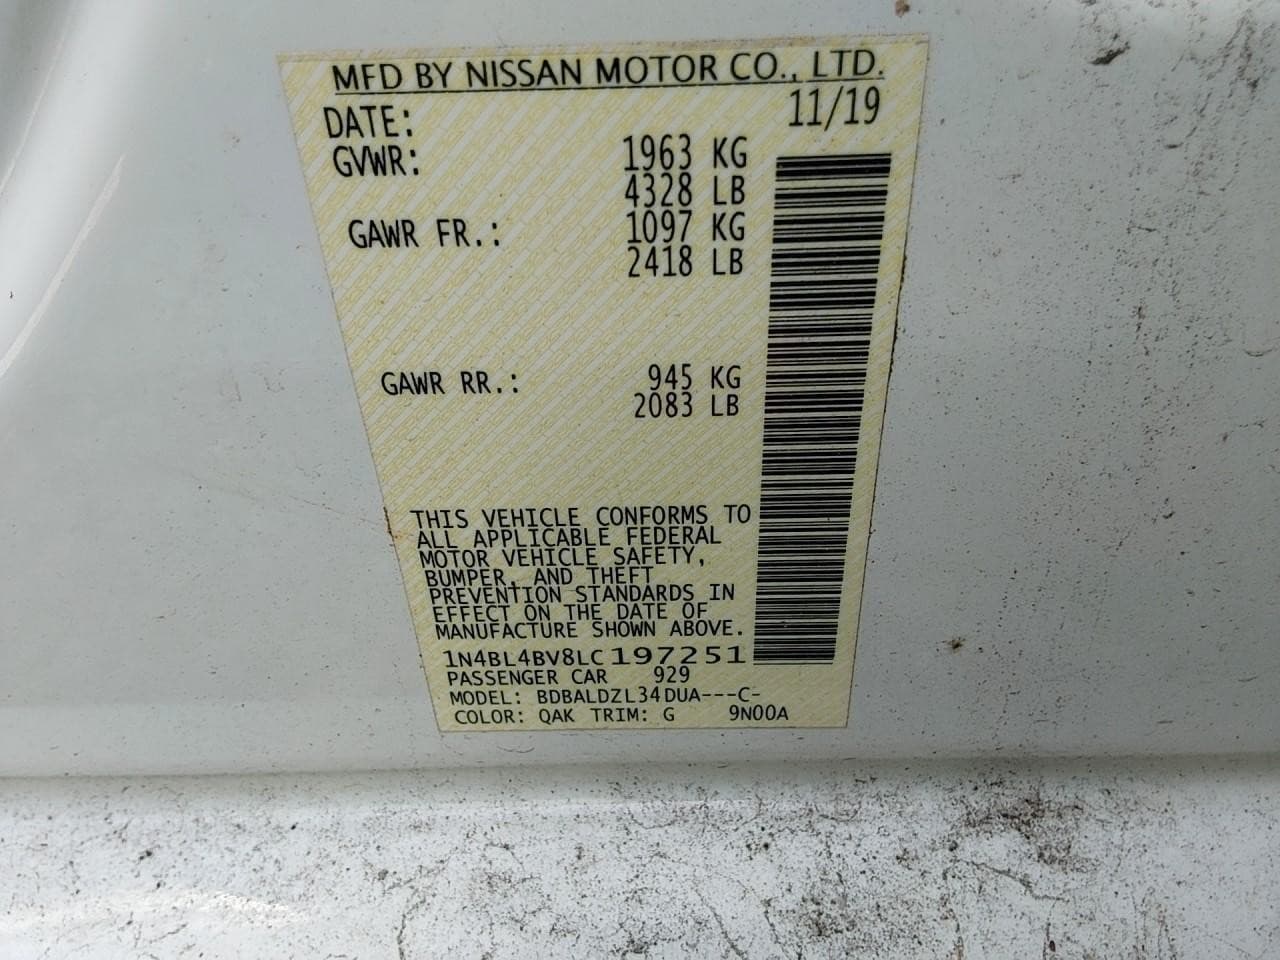 MFD BY NISSAN MOTOR CO., LTD.
DATE: 11/19
GVWR: 1963 KG
4328 LB
GAWR FR.: 1097 KG
2418 LB
GAWR RR.: 945 KG
2083 LB
THIS VEHICLE CONFORMS TO
ALL APPLICABLE FEDERAL
MOTOR VEHICLE SAFETY,
BUMPER, AND THEFT
PREVENTION STANDARDS IN
EFFECT ON THE DATE OF
MANUFACTURE SHOWN ABOVE.
1N4BL4BV8LC197251
PASSENGER CAR 929
MODEL: BDBALDZL34DUA---C-
COLOR: QAK TRIM: G 9N00A